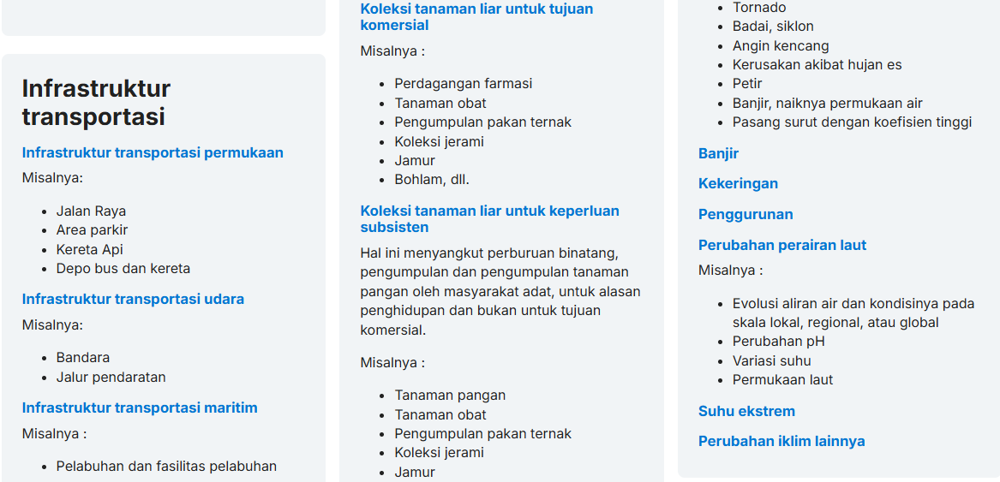 Infrastruktur
transportasi
Infrastruktur transportasi permukaan
Misalnya:
Jalan Raya
Area parkir
Kereta Api
Depo bus dan kereta
Infrastruktur transportasi udara
Misalnya:
Bandara
Jalur pendaratan
Infrastruktur transportasi maritim
Misalnya :
Pelabuhan dan fasilitas pelabuhan
Koleksi tanaman liar untuk tujuan
komersial
Misalnya :
Perdagangan farmasi
Tanaman obat
Pengumpulan pakan ternak
Koleksi jerami
Jamur
Bohlam, dll.
Koleksi tanaman liar untuk keperluan
subsisten
Hal ini menyangkut perburuan binatang,
pengumpulan dan pengumpulan tanaman
pangan oleh masyarakat adat, untuk alasan
penghidupan dan bukan untuk tujuan
komersial.
Misalnya :
Tanaman pangan
Tanaman obat
Pengumpulan pakan ternak
Koleksi jerami
Jamur
Tornado
Badai, siklon
Angin kencang
Kerusakan akibat hujan es
Petir
Banjir, naiknya permukaan air
Pasang surut dengan koefisien tinggi
Banjir
Kekeringan
Penggurunan
Perubahan perairan laut
Misalnya :
Evolusi aliran air dan kondisinya pada
skala lokal, regional, atau global
Perubahan pH
Variasi suhu
Permukaan laut
Suhu ekstrem
Perubahan iklim lainnya